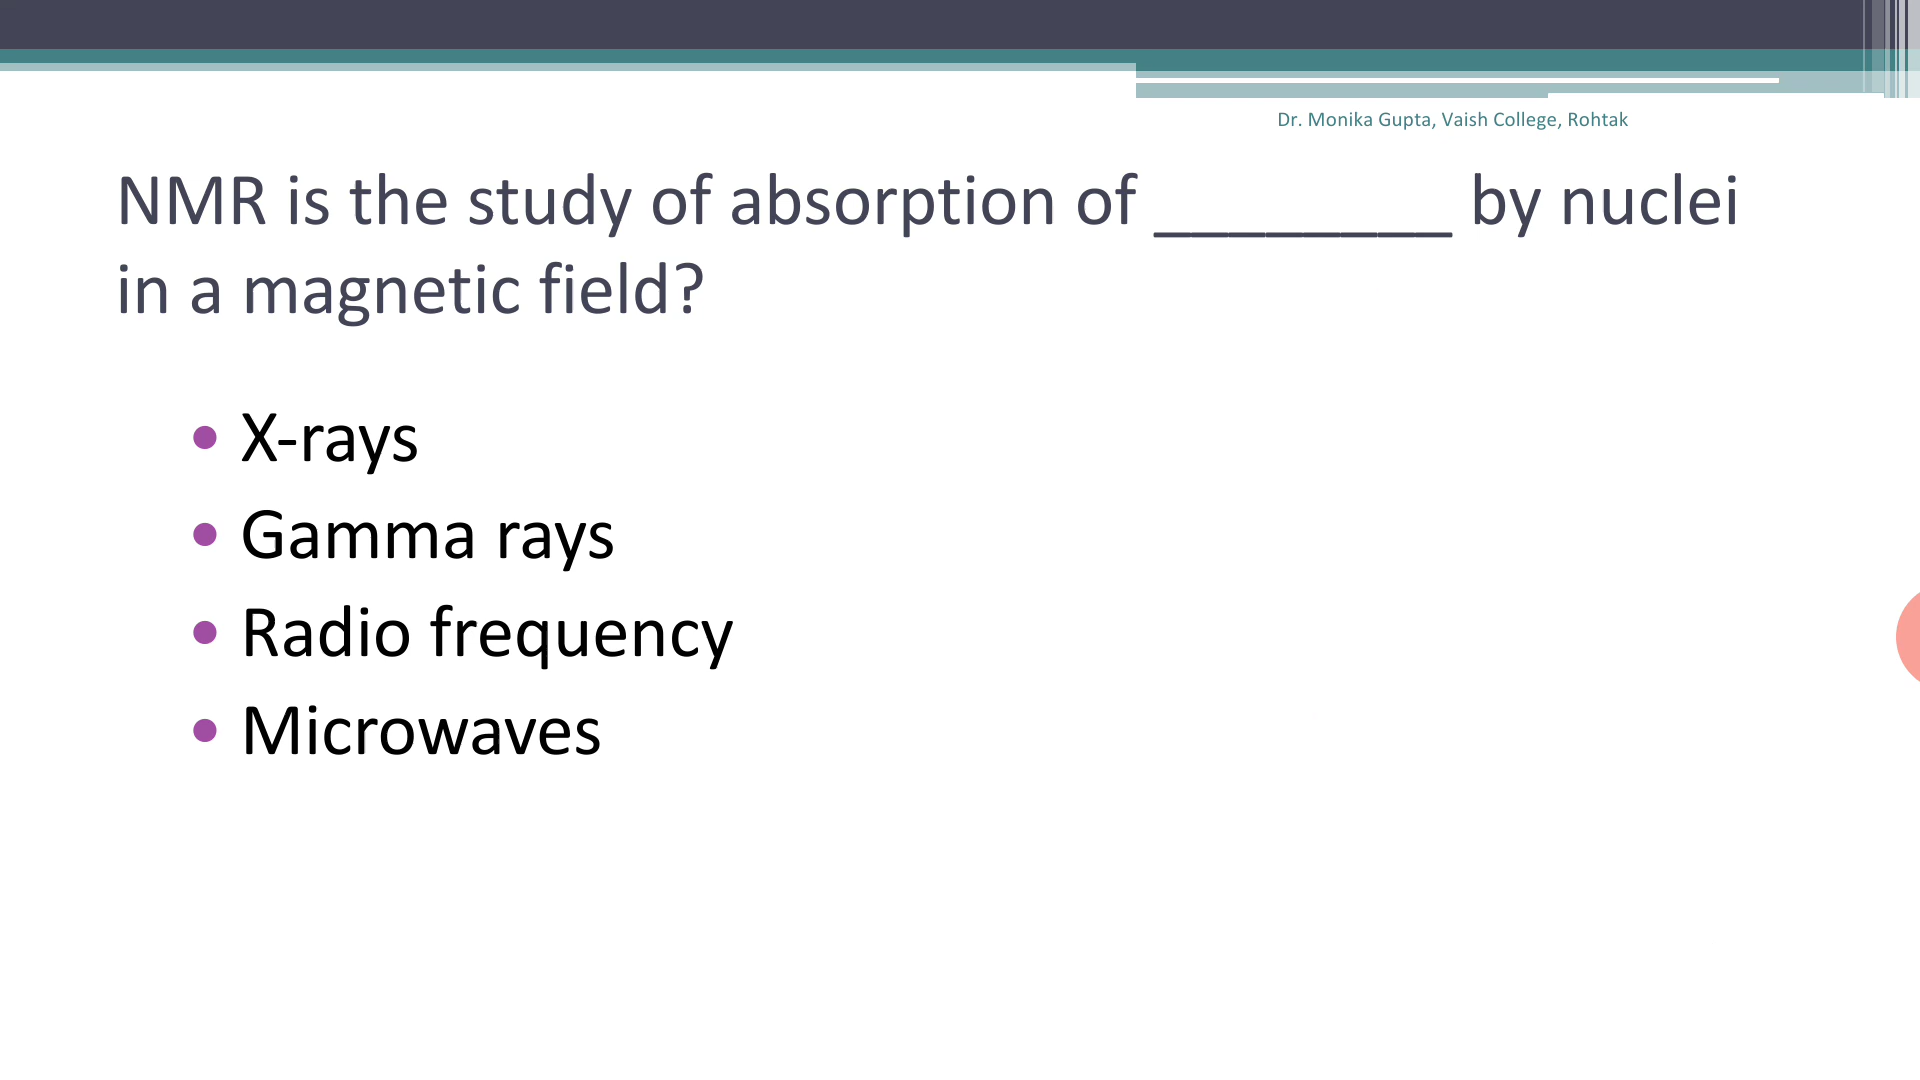 Dr. Monika Gupta, Vaish College, Rohtak
NMR is the study of absorption of ________ by nuclei
in a magnetic field?
• X-rays
• Gamma rays
• Radio frequency
• Microwaves